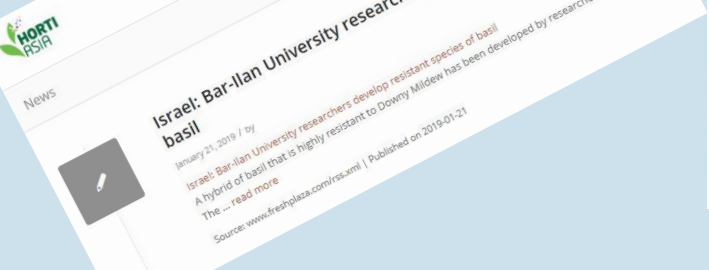 HORTI
ASIA
News
Israel: Bar-Ilan University
basil
January 21, 2019 / by
Israel: Bar-Ilan University researchers develop resistant species of basil
A hybrid of basil that is highly resistant to Downy Mildew has been developed by
The ... read more
Source: www.freshplaza.com/rss.xml | Published on 2019-01-21